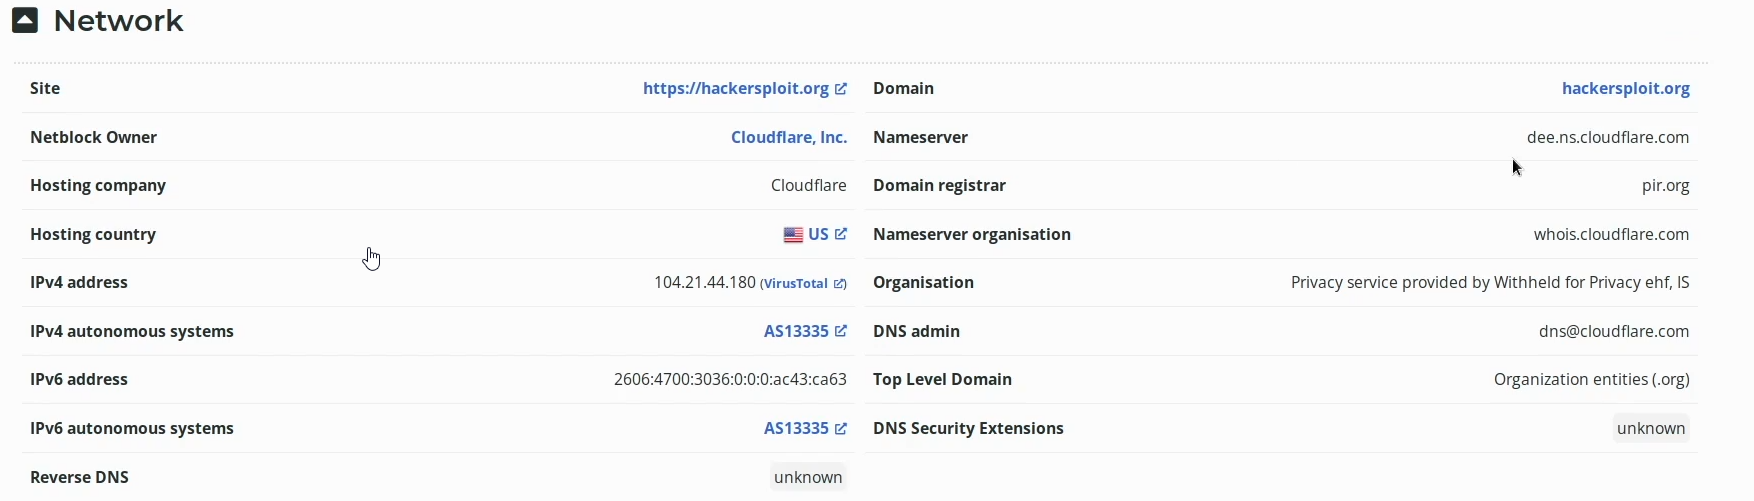 Network
Site https://hackersploit.org
Domain hackersploit.org
Netblock Owner Cloudflare, Inc.
Nameserver dee.ns.cloudflare.com
Hosting company Cloudflare
Domain registrar pir.org
Hosting country US
Nameserver organisation whois.cloudflare.com
IPv4 address 104.21.44.180 (VirusTotal)
Organisation Privacy service provided by Withheld for Privacy ehf, IS
IPv4 autonomous systems AS13335
DNS admin dns@cloudflare.com
IPv6 address 2606:4700:3036:0:0:0:ac43:ca63
Top Level Domain Organization entities (.org)
IPv6 autonomous systems AS13335
DNS Security Extensions unknown
Reverse DNS unknown